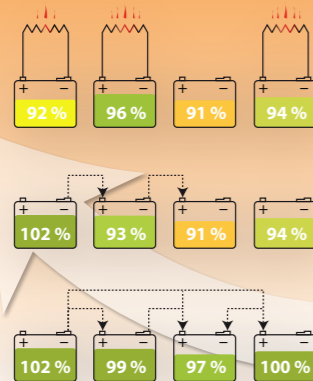 + − + − + − + −
92 % 96 % 91 % 94 %
+ − + − + − + −
102 % 93 % 91 % 94 %
+ − + − + − + −
102 % 99 % 97 % 100 %